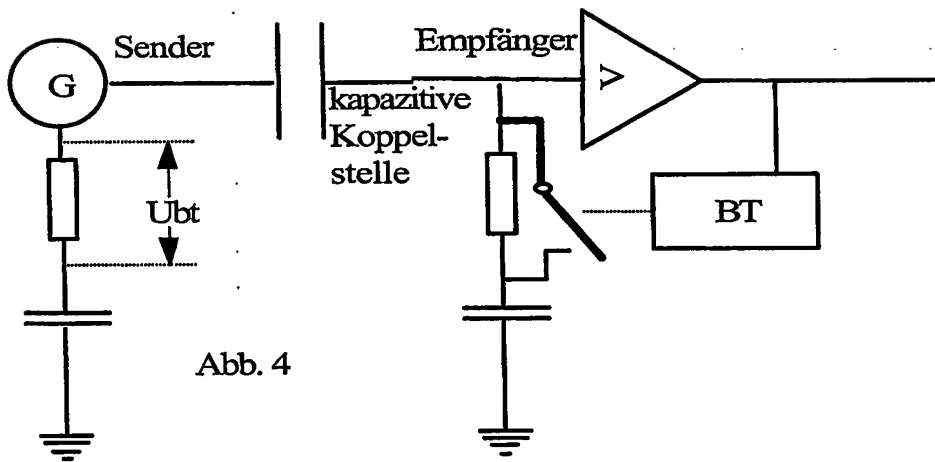 Sender
Empfänger
G
V
kapazitive
Koppel-
stelle
Ubt
BT
Abb. 4